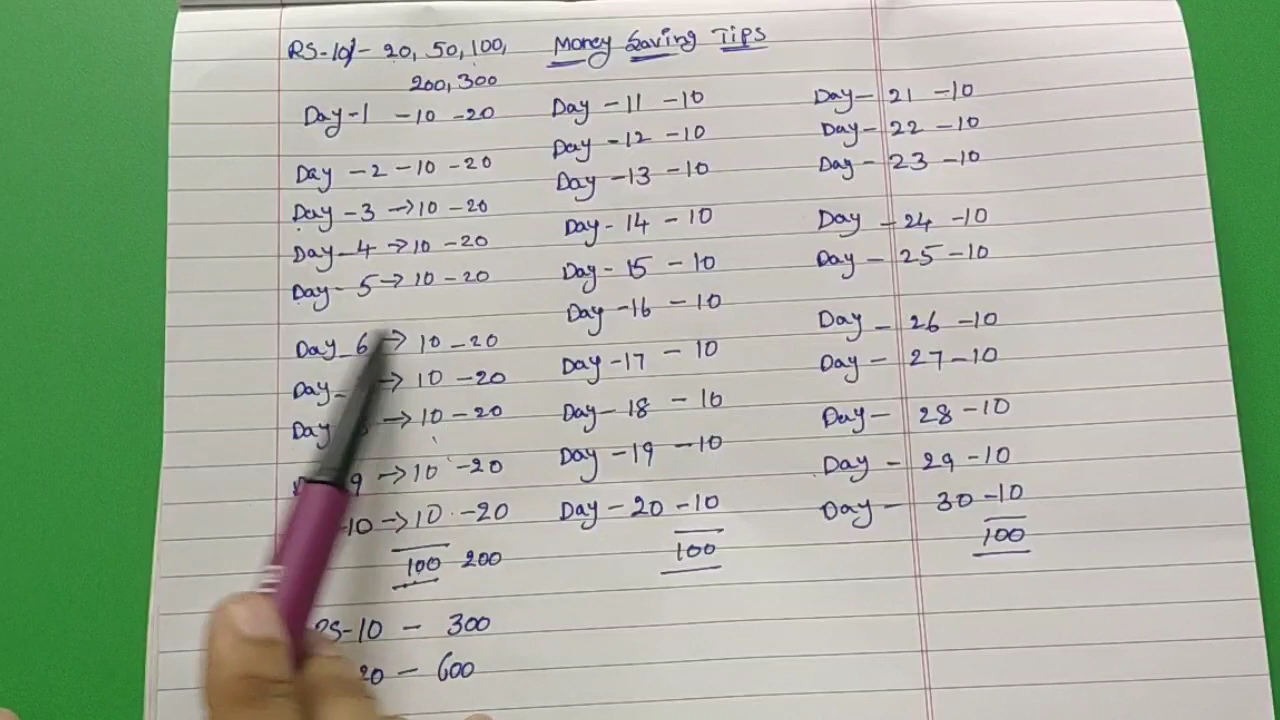 RS-10/- 20, 50, 100,
200, 300
Money Saving Tips
Day-1 -10 -20
Day -2 -10 -20
Day -3 →10 -20
Day -4 →10 -20
Day -5 →10 -20
Day -6 → 10 -20
Day - → 10 -20
Day → 10 -20
9 → 10 -20
-10 → 10 -20
100 200
Day -11 -10
Day -12 -10
Day -13 -10
Day -14 -10
Day -15 -10
Day -16 -10
Day -17 -10
Day -18 -10
Day -19 -10
Day -20 -10
100
Day - 21 -10
Day - 22 -10
Day - 23 -10
Day - 24 -10
Day - 25 -10
Day - 26 -10
Day - 27 -10
Day - 28 -10
Day - 29 -10
Day - 30 -10
100
RS-10 - 300
20 - 600